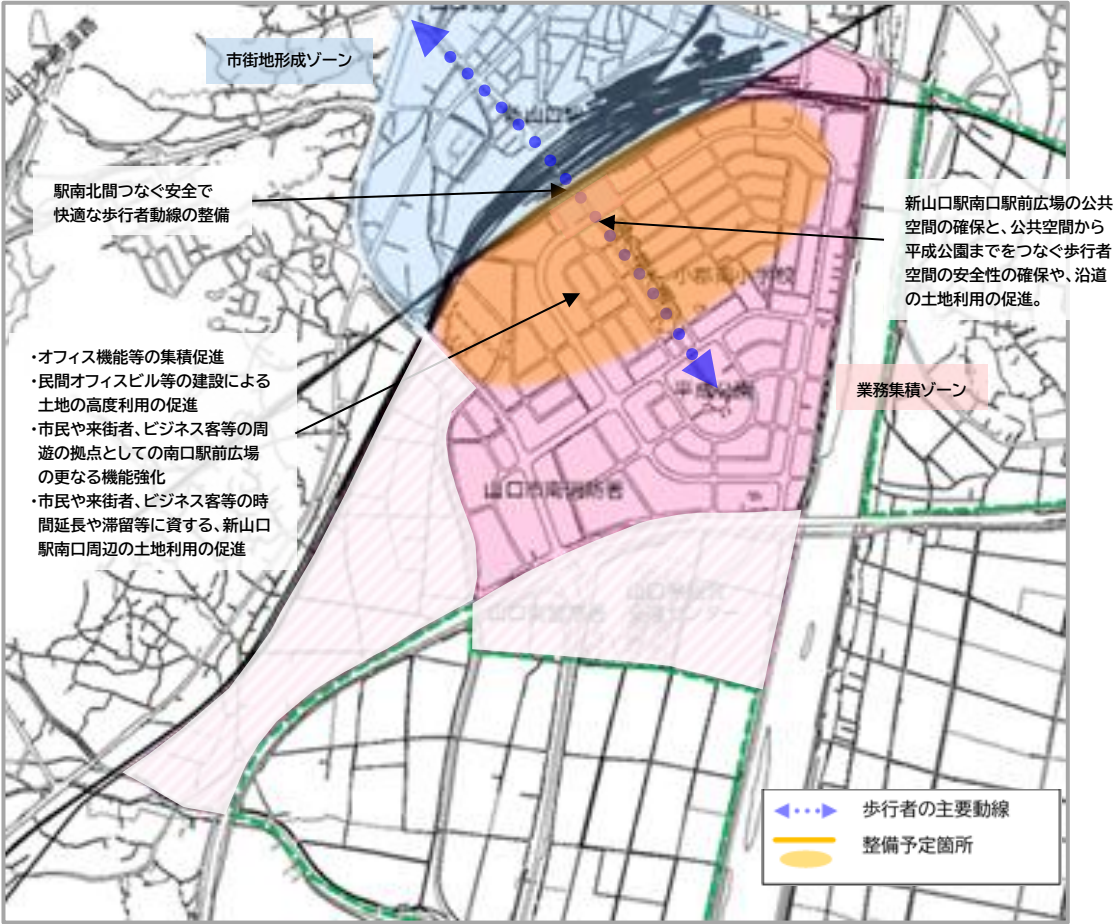 市街地形成ゾーン
駅南北間つなぐ安全で
快適な歩行者動線の整備
新山口駅南口駅前広場の公共
空間の確保と、公共空間から
平成公園までをつなぐ歩行者
空間の安全性の確保や、沿道
の土地利用の促進。
小郡南小学校
・オフィス機能等の集積促進
・民間オフィスビル等の建設による
土地の高度利用の促進
・市民や来街者、ビジネス客等の周
遊の拠点としての南口駅前広場
の更なる機能強化
・市民や来街者、ビジネス客等の時
間延長や滞留等に資する、新山口
駅南口周辺の土地利用の促進
平成公園
業務集積ゾーン
山口市南消防署
歩行者の主要動線
整備予定箇所